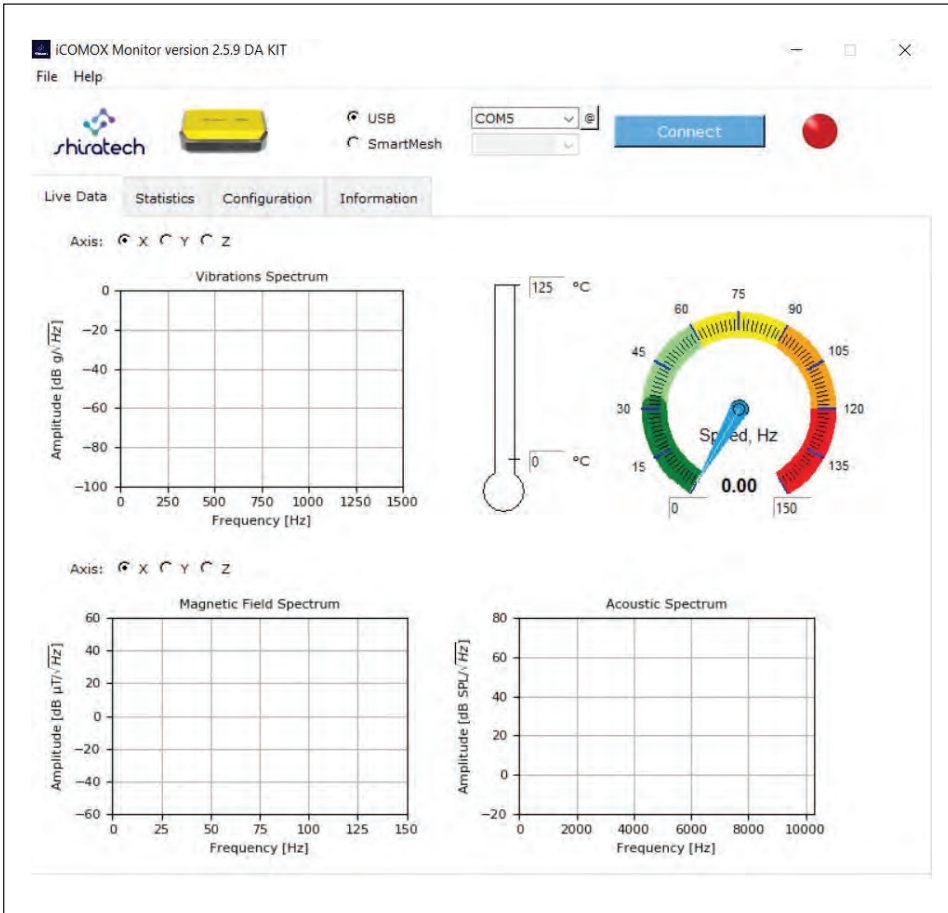 iCOMOX Monitor version 2.5.9 DA KIT
File Help
shiratech
USB
SmartMesh
COM5
@
Connect
Live Data Statistics Configuration Information
Axis: X Y Z
Vibrations Spectrum
0
−20
−40
−60
−80
−100
Amplitude [dB g/√Hz]
0 250 500 750 1000 1250 1500
Frequency [Hz]
125 °C
0 °C
0 15 30 45 60 75 90 105 120 135 150
Speed, Hz
0.00
Axis: X Y Z
Magnetic Field Spectrum
60
40
20
0
−20
−40
−60
Amplitude [dB µT/√Hz]
0 25 50 75 100 125 150
Frequency [Hz]
Acoustic Spectrum
80
60
40
20
0
−20
Amplitude [dB SPL/√Hz]
0 2000 4000 6000 8000 10000
Frequency [Hz]